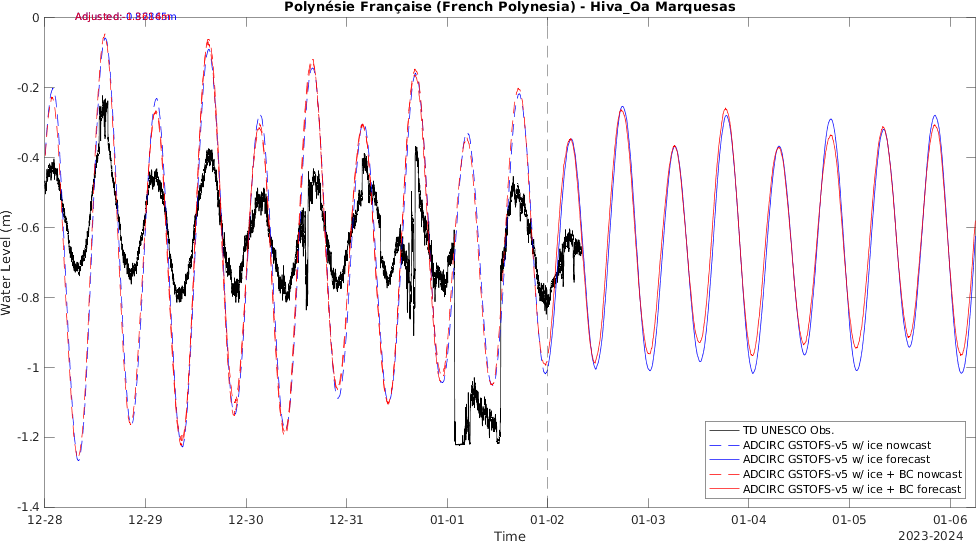 Polynésie Française (French Polynesia) - Hiva_Oa Marquesas
Adjusted:
0
-0.2
-0.4
-0.6
-0.8
-1
-1.2
-1.4
Water Level (m)
12-28 12-29 12-30 12-31 01-01 01-02 01-03 01-04 01-05 01-06
Time
2023-2024
TD UNESCO Obs.
ADCIRC GSTOFS-v5 w/ ice nowcast
ADCIRC GSTOFS-v5 w/ ice forecast
ADCIRC GSTOFS-v5 w/ ice + BC nowcast
ADCIRC GSTOFS-v5 w/ ice + BC forecast